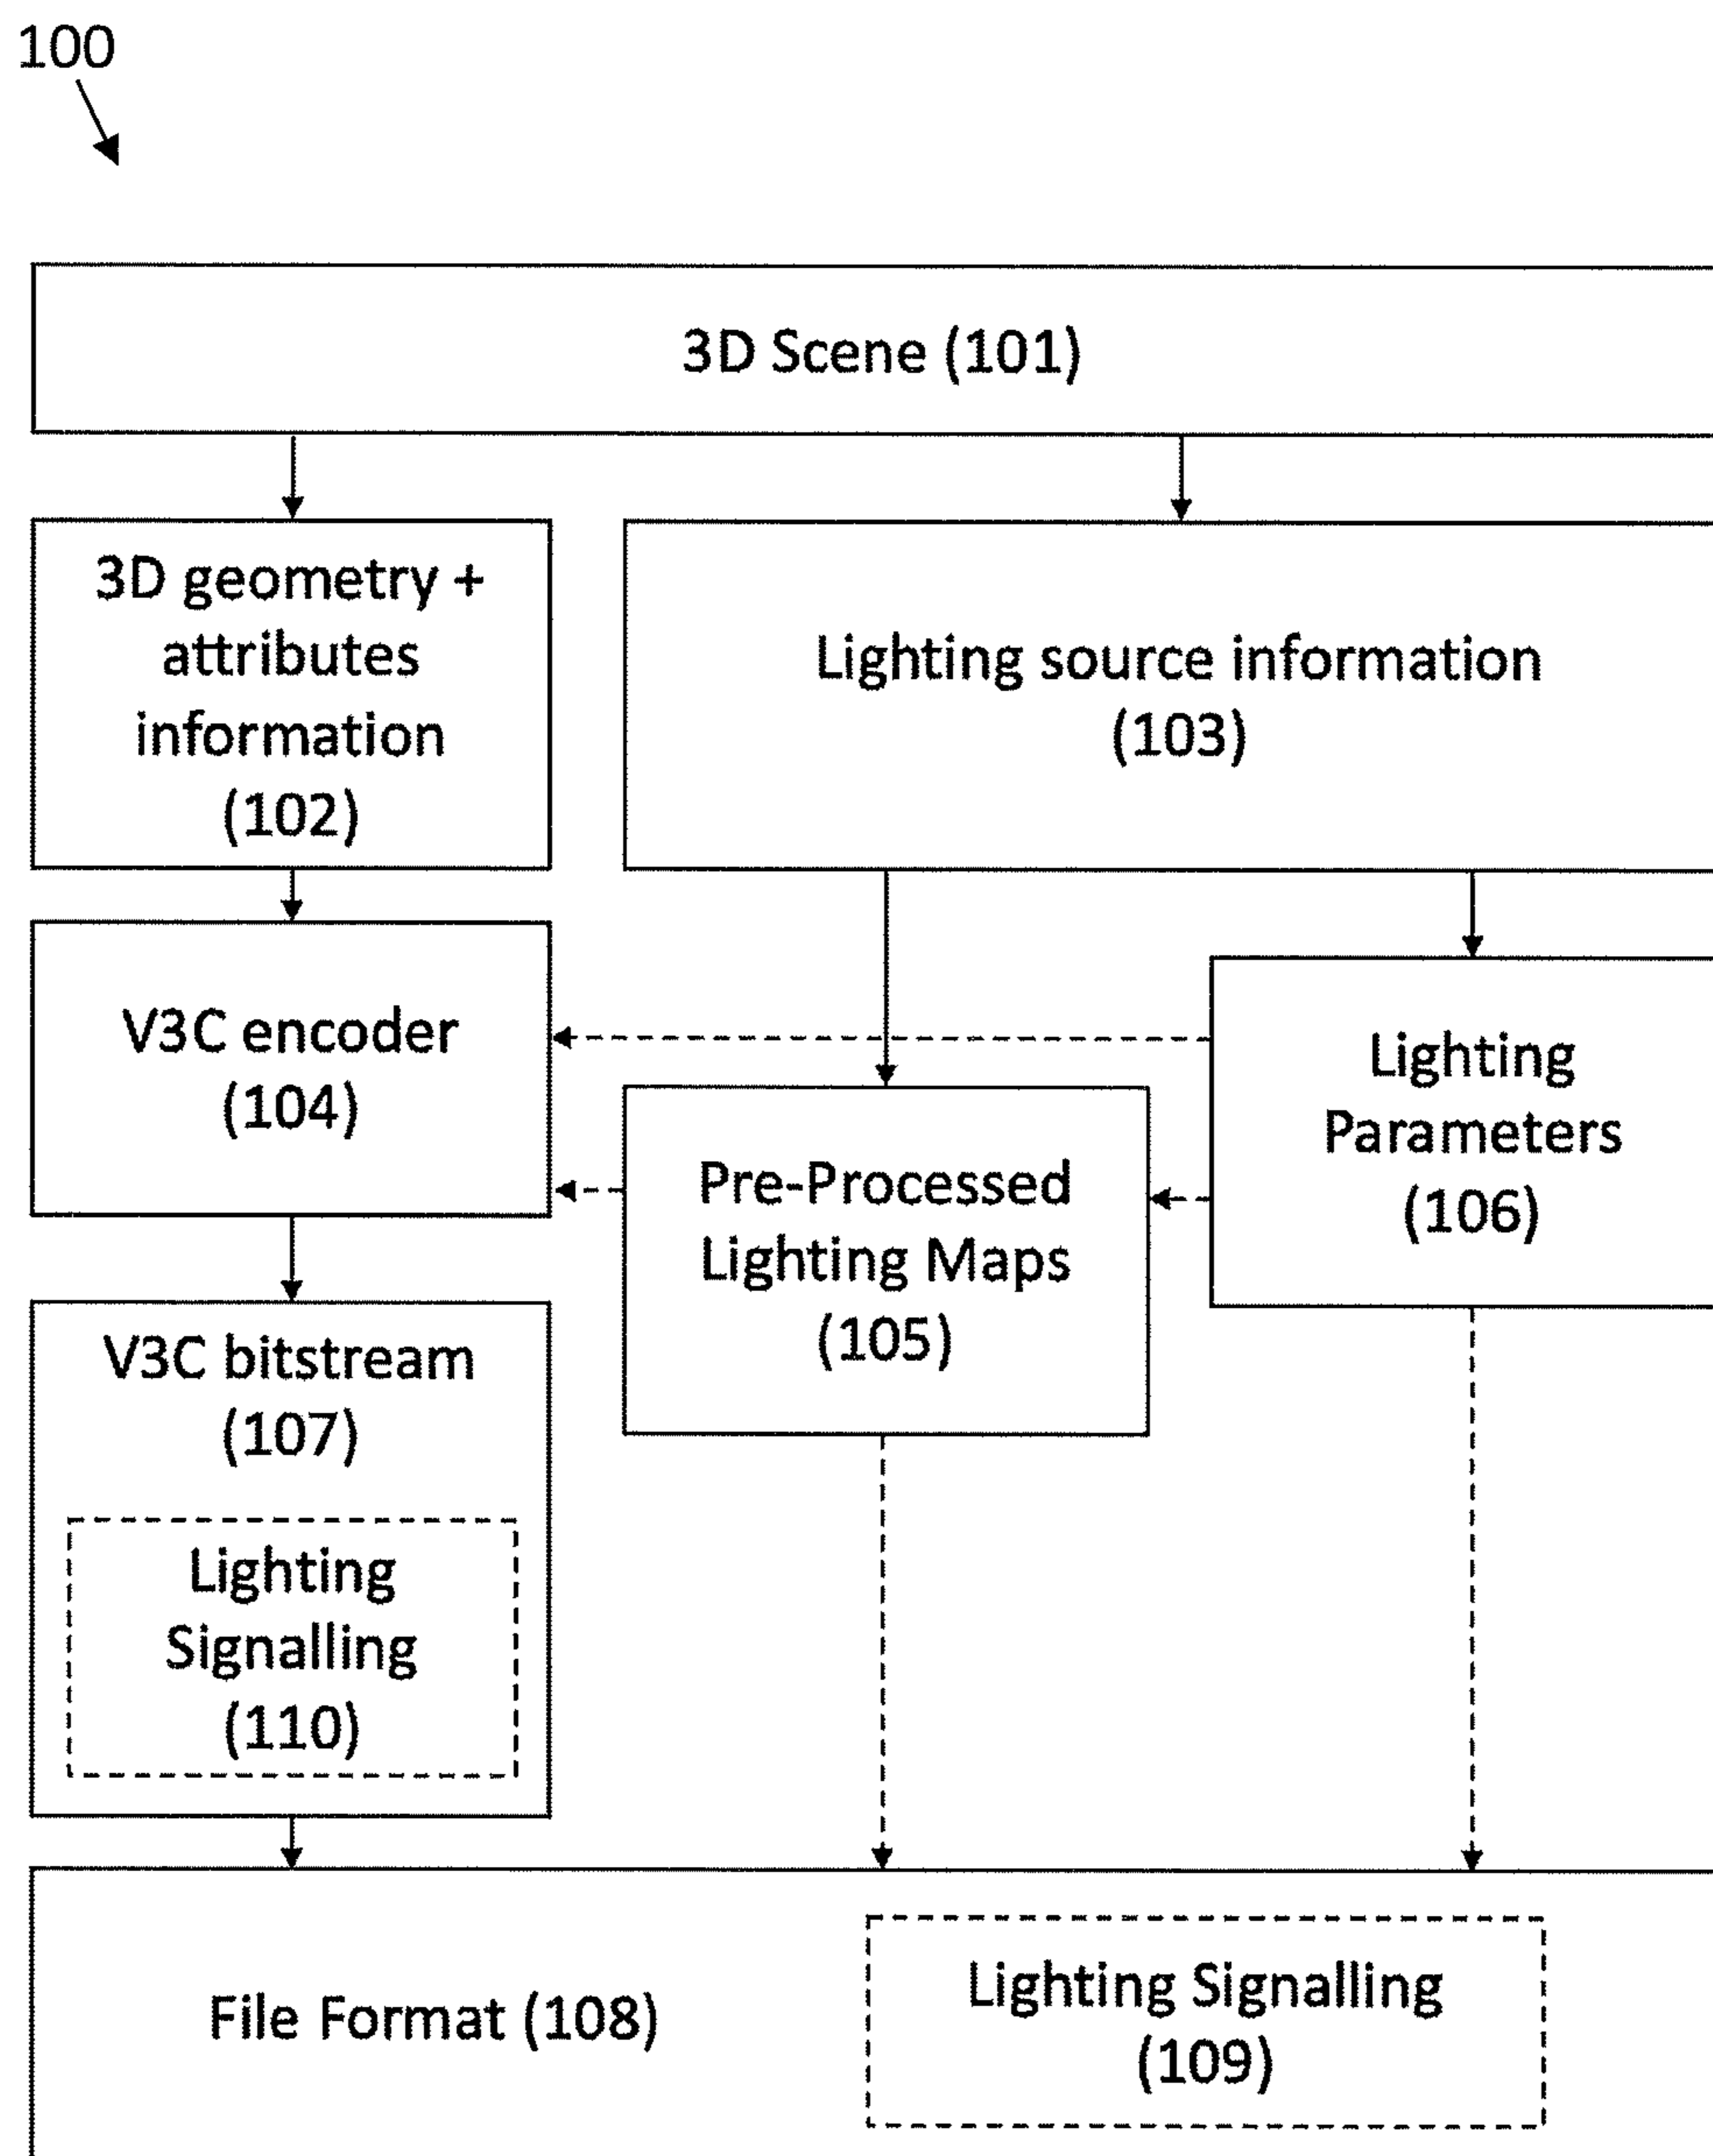 100
3D Scene (101)
3D geometry +
attributes
information
(102)
Lighting source information
(103)
V3C encoder
(104)
Lighting
Parameters
(106)
Pre-Processed
Lighting Maps
(105)
V3C bitstream
(107)
Lighting
Signalling
(110)
File Format (108)
Lighting Signalling
(109)